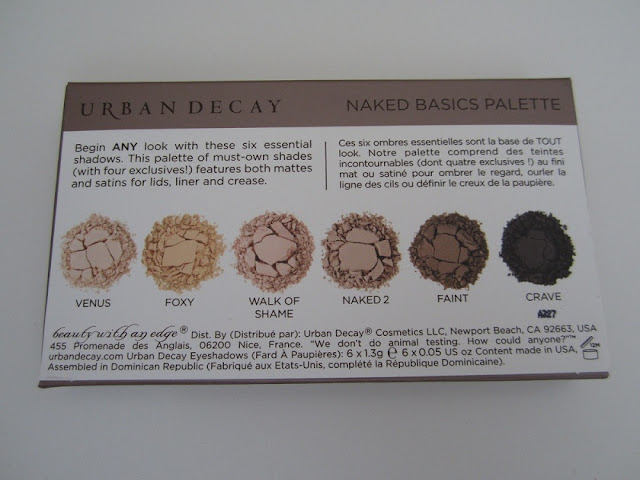 URBAN DECAY
NAKED BASICS PALETTE
Begin ANY look with these six essential
shadows. This palette of must-own shades
(with four exclusives!) features both mattes
and satins for lids, liner and crease.
Ces six ombres essentielles sont la base de TOUT
look. Notre palette comprend des teintes
incontournables (dont quatre exclusives !) au fini
mat ou satiné pour ombrer le regard, ourler la
ligne des cils ou définir le creux de la paupière.
VENUS
FOXY
WALK OF
SHAME
NAKED 2
FAINT
CRAVE
beauty with an edge® Dist. By (Distribué par): Urban Decay® Cosmetics LLC, Newport Beach, CA 92663, USA
455 Promenade des Anglais, 06200 Nice, France. “We don't do animal testing. How could anyone?”™
urbandecay.com Urban Decay Eyeshadows (Fard À Paupières): 6 x 1.3g ℮ 6 x 0.05 US oz Content made in USA,
Assembled in Dominican Republic (Fabriqué aux Etats-Unis, complété la République Dominicaine).
12M